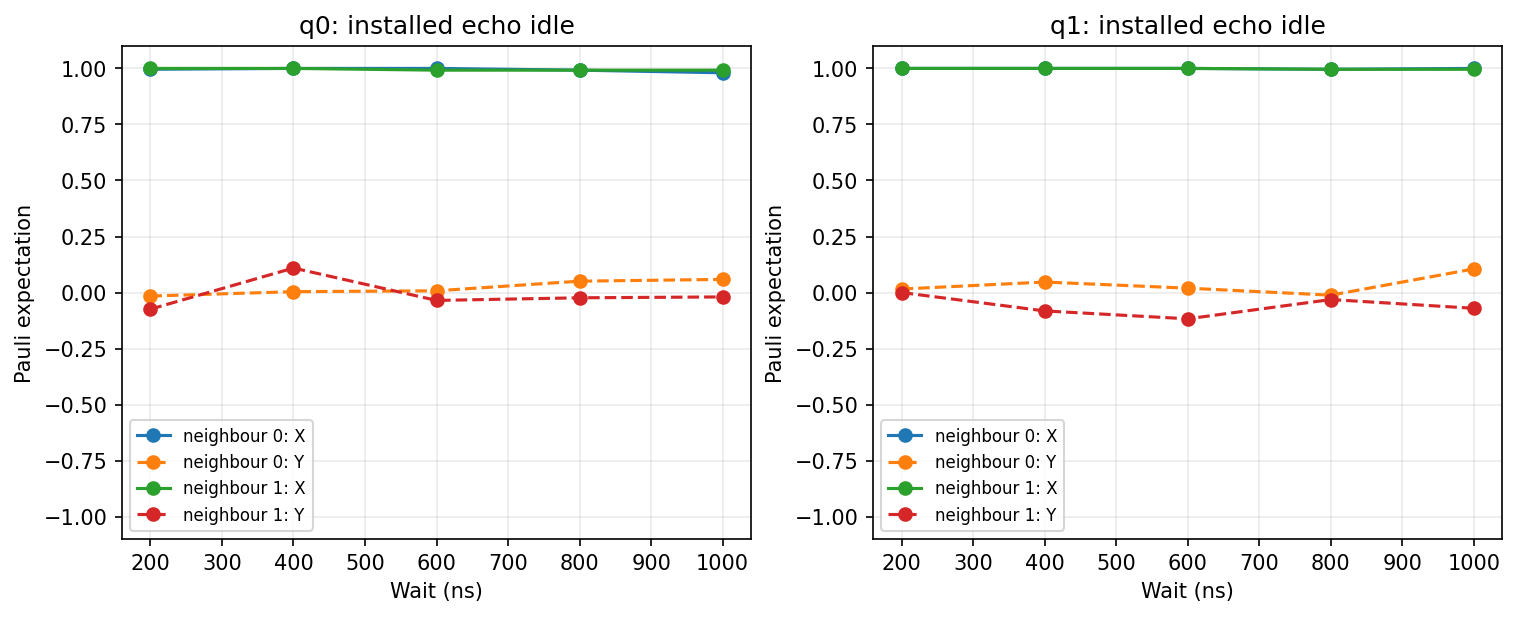 q0: installed echo idle
Pauli expectation
1.00
0.75
0.50
0.25
0.00
−0.25
−0.50
−0.75
−1.00
neighbour 0: X
neighbour 0: Y
neighbour 1: X
neighbour 1: Y
200 300 400 500 600 700 800 900 1000
Wait (ns)
q1: installed echo idle
Pauli expectation
1.00
0.75
0.50
0.25
0.00
−0.25
−0.50
−0.75
−1.00
neighbour 0: X
neighbour 0: Y
neighbour 1: X
neighbour 1: Y
200 300 400 500 600 700 800 900 1000
Wait (ns)